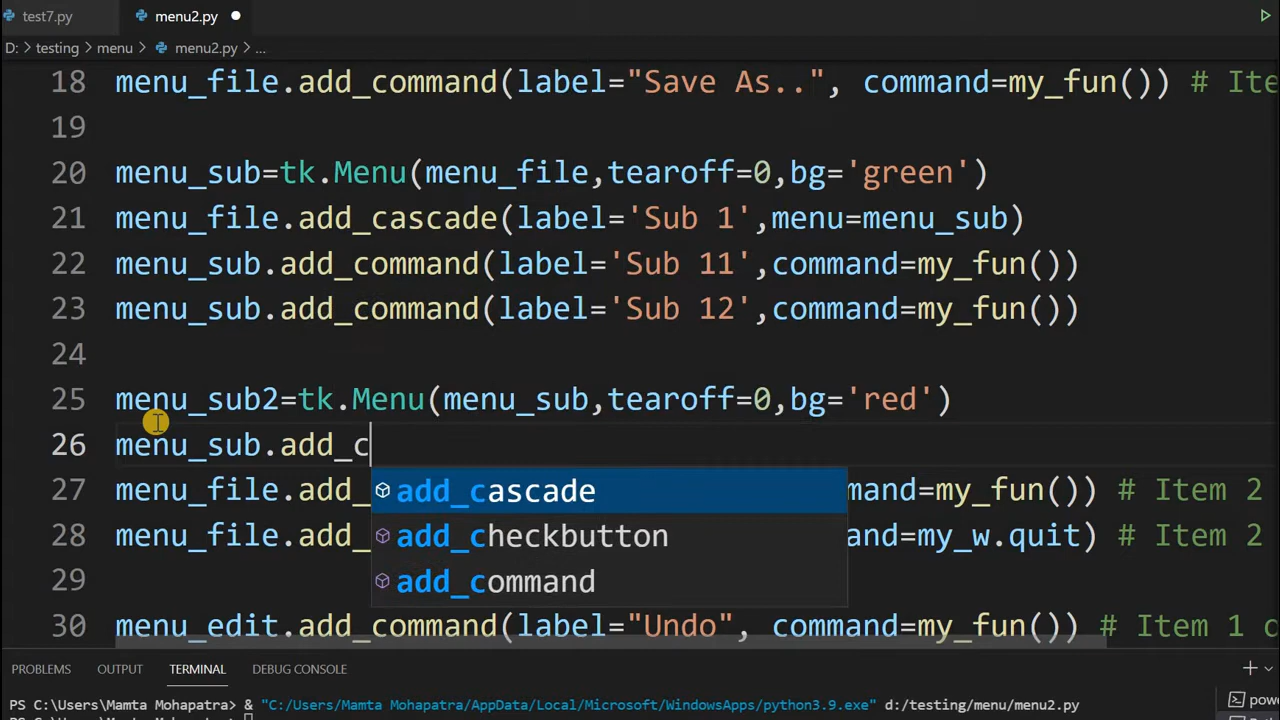 test7.py menu2.py
D: > testing > menu > menu2.py > ...
18 menu_file.add_command(label="Save As..", command=my_fun()) # Ite
19
20 menu_sub=tk.Menu(menu_file,tearoff=0,bg='green')
21 menu_file.add_cascade(label='Sub 1',menu=menu_sub)
22 menu_sub.add_command(label='Sub 11',command=my_fun())
23 menu_sub.add_command(label='Sub 12',command=my_fun())
24
25 menu_sub2=tk.Menu(menu_sub,tearoff=0,bg='red')
26 menu_sub.add_c
add_cascade
27 menu_file.add_ mand=my_fun()) # Item 2
add_checkbutton
28 menu_file.add_ and=my_w.quit) # Item 2
add_command
29
30 menu_edit.add_command(label="Undo", command=my_fun()) # Item 1
PROBLEMS OUTPUT TERMINAL DEBUG CONSOLE
PS C:\Users\Mamta Mohapatra> & "C:/Users/Mamta Mohapatra/AppData/Local/Microsoft/WindowsApps/python3.9.exe" d:/testing/menu/menu2.py